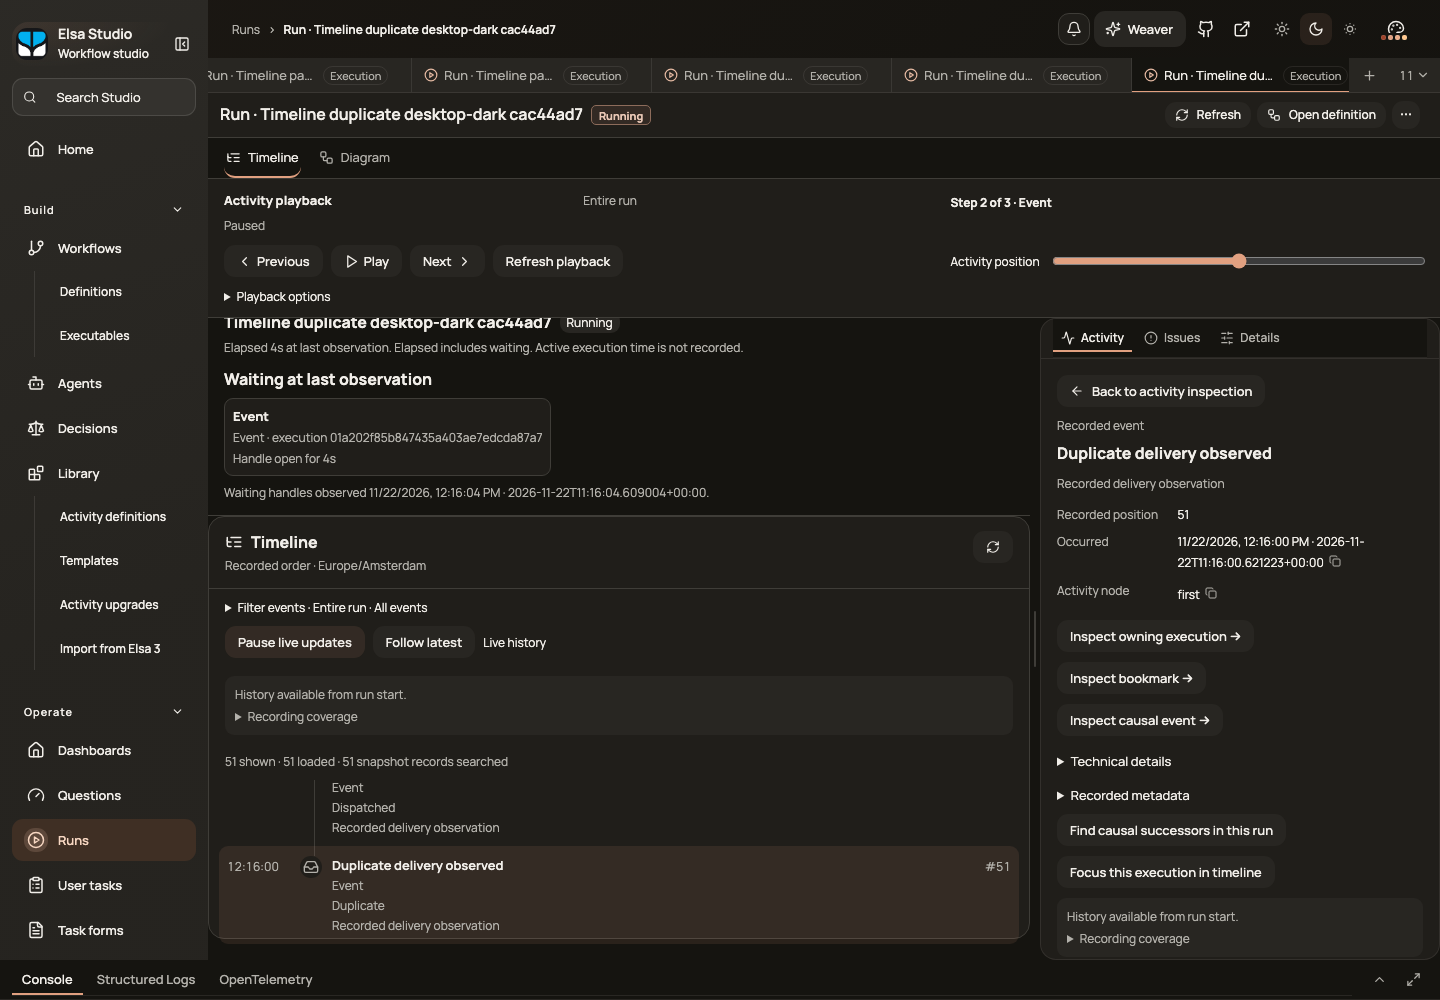 Elsa Studio
Workflow studio
Search Studio
Home
Build
Workflows
Definitions
Executables
Agents
Decisions
Library
Activity definitions
Templates
Activity upgrades
Import from Elsa 3
Operate
Dashboards
Questions
Runs
User tasks
Task forms
Runs › Run · Timeline duplicate desktop-dark cac44ad7
Weaver
Run · Timeline pa... Execution
Run · Timeline pa... Execution
Run · Timeline du... Execution
Run · Timeline du... Execution
Run · Timeline du... Execution
11
Run · Timeline duplicate desktop-dark cac44ad7 Running
Refresh
Open definition
Timeline
Diagram
Activity playback
Entire run
Step 2 of 3 · Event
Paused
Previous
Play
Next
Refresh playback
Activity position
Playback options
Timeline duplicate desktop-dark cac44ad7 Running
Elapsed 4s at last observation. Elapsed includes waiting. Active execution time is not recorded.
Waiting at last observation
Event
Event · execution 01a202f85b847435a403ae7edcda87a7
Handle open for 4s
Waiting handles observed 11/22/2026, 12:16:04 PM · 2026-11-22T11:16:04.609004+00:00.
Timeline
Recorded order · Europe/Amsterdam
Filter events · Entire run · All events
Pause live updates
Follow latest
Live history
History available from run start.
Recording coverage
51 shown · 51 loaded · 51 snapshot records searched
Event
Dispatched
Recorded delivery observation
12:16:00
Duplicate delivery observed
#51
Event
Duplicate
Recorded delivery observation
Activity
Issues
Details
Back to activity inspection
Recorded event
Duplicate delivery observed
Recorded delivery observation
Recorded position 51
Occurred 11/22/2026, 12:16:00 PM · 2026-11-
22T11:16:00.621223+00:00
Activity node first
Inspect owning execution →
Inspect bookmark →
Inspect causal event →
Technical details
Recorded metadata
Find causal successors in this run
Focus this execution in timeline
History available from run start.
Recording coverage
Console
Structured Logs
OpenTelemetry